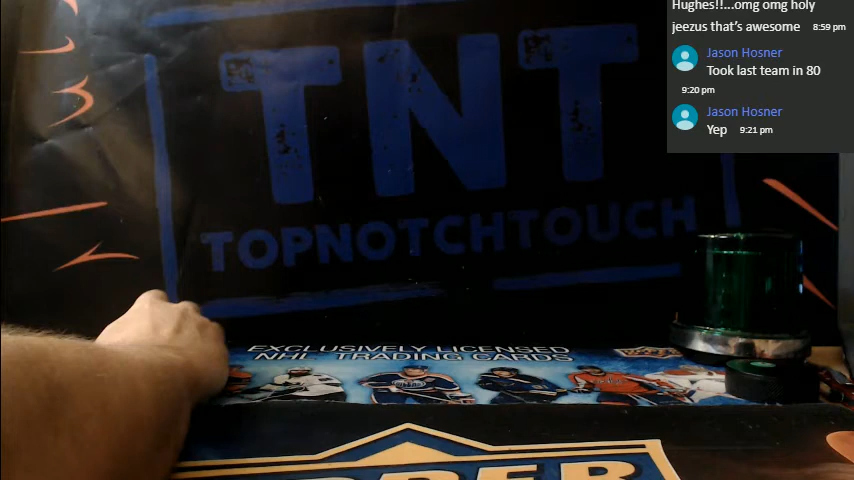 Hughes!!...omg omg holy
jeezus that's awesome 8:59 pm
Jason Hosner
Took last team in 80
9:20 pm
Jason Hosner
Yep 9:21 pm
TNT
TOPNOTCHTOUCH
EXCLUSIVELY LICENSED
NHL TRADING CARDS